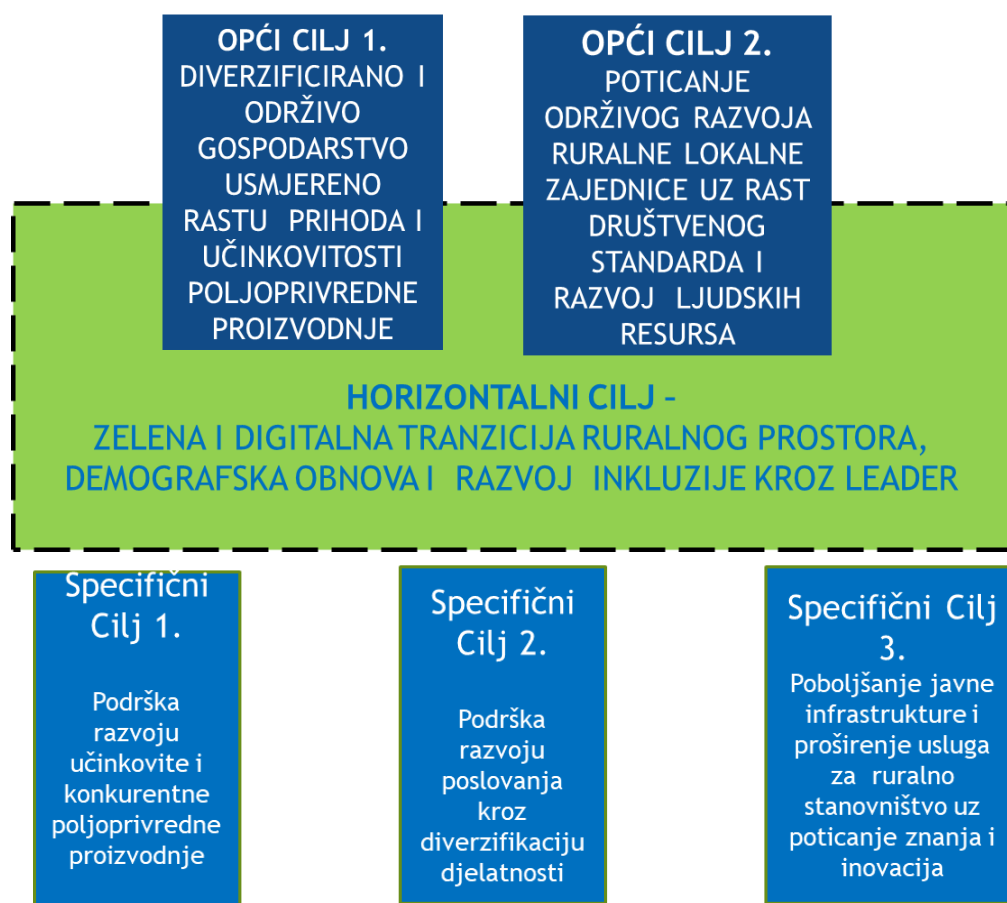 OPĆI CILJ 1.
DIVERZIFICIRANO I
ODRŽIVO
GOSPODARSTVO
USMJERENO
RASTU PRIHODA I
UČINKOVITOSTI
POLJOPRIVREDNE
PROIZVODNJE
OPĆI CILJ 2.
POTICANJE
ODRŽIVOG RAZVOJA
RURALNE LOKALNE
ZAJEDNICE UZ RAST
DRUŠTVENOG
STANDARDA I
RAZVOJ LJUDSKIH
RESURSA
HORIZONTALNI CILJ –
ZELENA I DIGITALNA TRANZICIJA RURALNOG PROSTORA,
DEMOGRAFSKA OBNOVA I RAZVOJ INKLUZIJE KROZ LEADER
Specifični
Cilj 1.
Podrška
razvoju
učinkovite i
konkurentne
poljoprivredne
proizvodnje
Specifični
Cilj 2.
Podrška
razvoju
poslovanja
kroz
diverzifikaciju
djelatnosti
Specifični Cilj
3.
Poboljšanje javne
infrastrukture i
proširenje usluga
za ruralno
stanovništvo uz
poticanje znanja i
inovacija